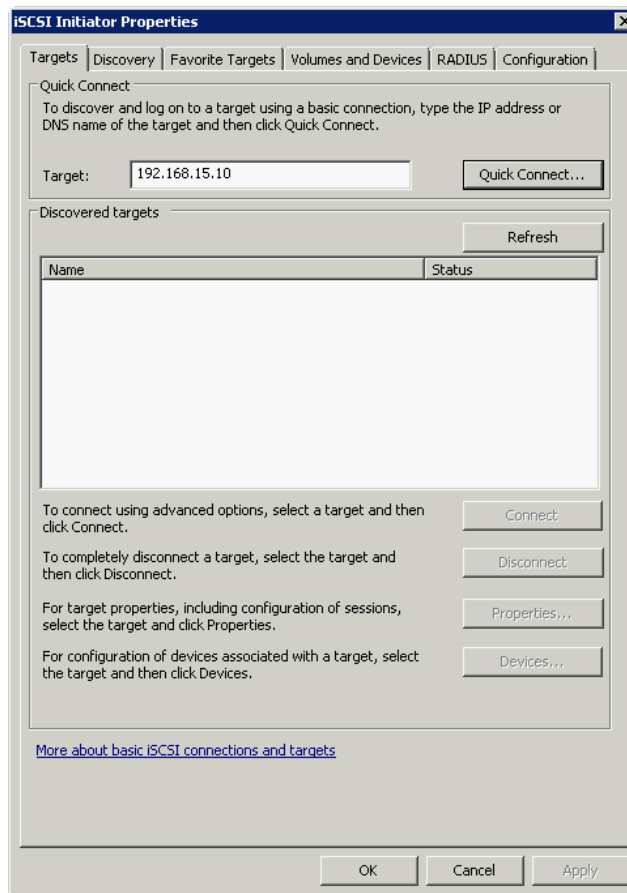 iSCSI Initiator Properties
Targets Discovery Favorite Targets Volumes and Devices RADIUS Configuration
Quick Connect
To discover and log on to a target using a basic connection, type the IP address or
DNS name of the target and then click Quick Connect.
Target: 192.168.15.10 Quick Connect...
Discovered targets
Refresh
Name Status
To connect using advanced options, select a target and then
click Connect.
Connect
To completely disconnect a target, select the target and
then click Disconnect.
Disconnect
For target properties, including configuration of sessions,
select the target and click Properties.
Properties...
For configuration of devices associated with a target, select
the target and then click Devices.
Devices...
More about basic iSCSI connections and targets
OK Cancel Apply